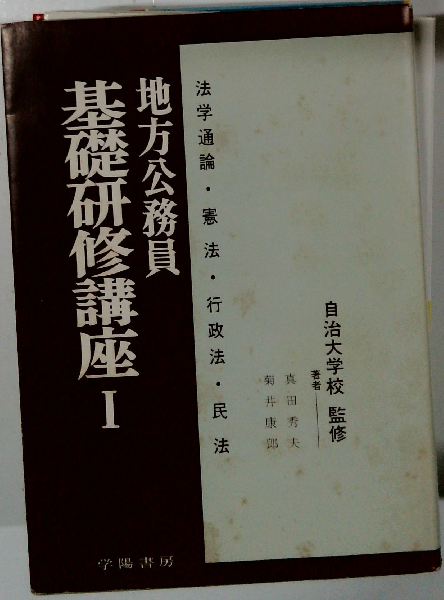 自治大学校 監修
著者
真田秀夫
菊井康郎
法学通論・憲法・行政法・民法
地方公務員
基礎研修講座 I
学陽書房